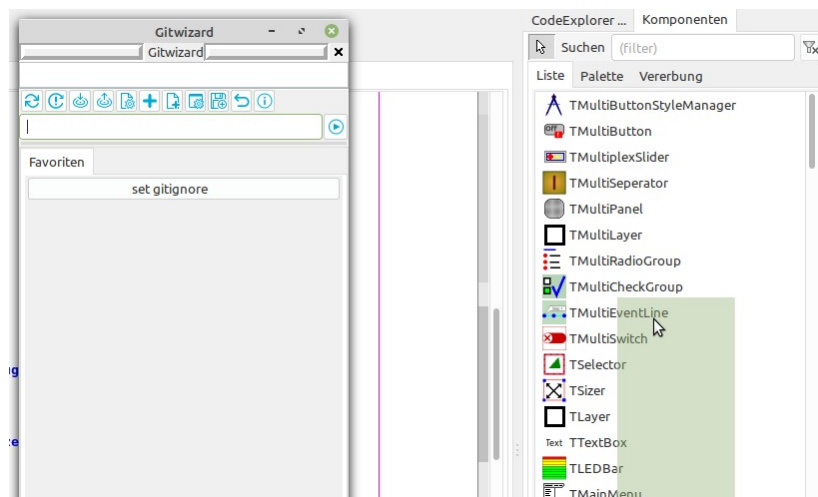 Gitwizard
Gitwizard
Favoriten
set gitignore
CodeExplorer ... Komponenten
Suchen (filter)
Liste Palette Vererbung
TMultiButtonStyleManager
Off TMultiButton
TMultiplexSlider
TMultiSeperator
TMultiPanel
TMultiLayer
TMultiRadioGroup
TMultiCheckGroup
TMultiEventLine
TMultiSwitch
TSelector
TSizer
TLayer
Text TTextBox
TLEDBar
TMainMenu